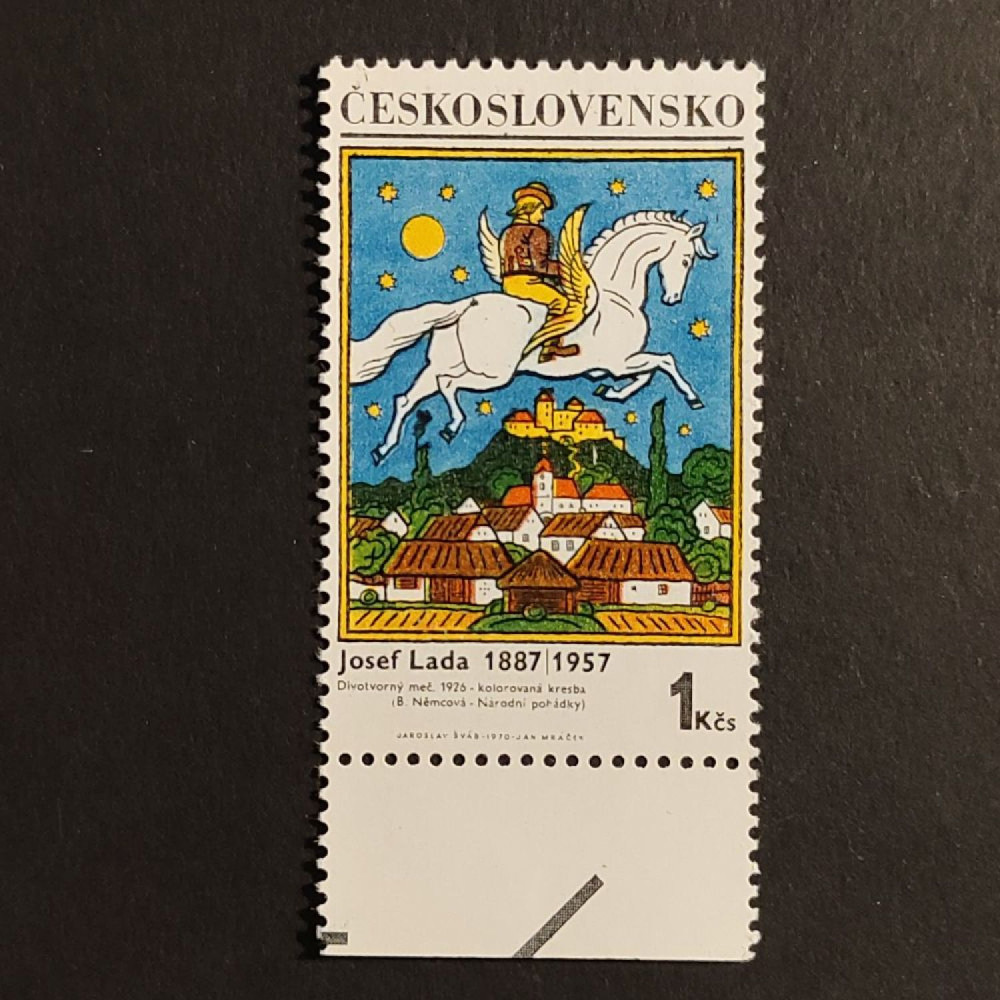 ČESKOSLOVENSKO
Josef Lada 1887|1957
Divotvorný meč. 1926 - kolorovaná kresba
(B. Němcová - Národní pohádky)
1 Kčs
JAROSLAV ŠVÁB-1970-JAN MRÁČEK